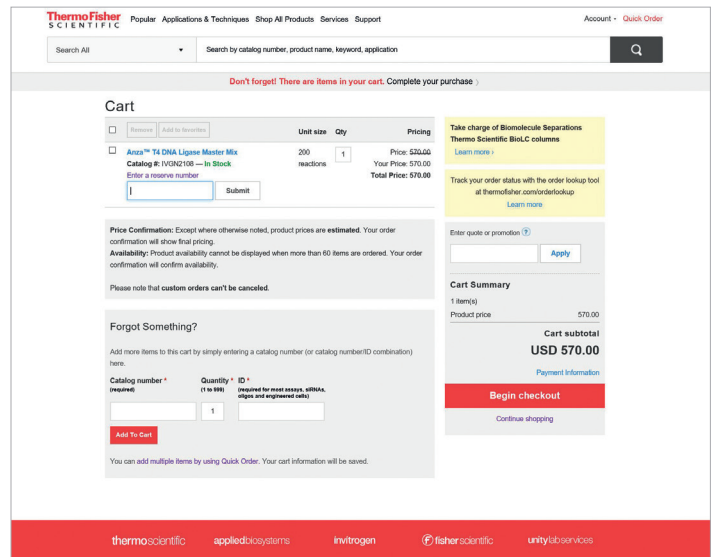 ThermoFisher
SCIENTIFIC
Popular Applications & Techniques Shop All Products Services Support
Account - Quick Order
Search All
Search by catalog number, product name, keyword, application
Don't forget! There are items in your cart. Complete your purchase ›
Cart
Remove Add to favorites Unit size Qty Pricing
Anza™ T4 DNA Ligase Master Mix 200 1 Price: 570.00
Catalog #: IVGN2108 — In Stock reactions Your Price: 570.00
Enter a reserve number Total Price: 570.00
Submit
Price Confirmation: Except where otherwise noted, product prices are estimated. Your order
confirmation will show final pricing.
Availability: Product availability cannot be displayed when more than 60 items are ordered. Your order
confirmation will confirm availability.
Please note that custom orders can't be canceled.
Forgot Something?
Add more items to this cart by simply entering a catalog number (or catalog number/ID combination)
here.
Catalog number * Quantity * ID *
(required) (1 to 999) (required for most assays, siRNAs,
oligos and engineered cells)
1
Add To Cart
You can add multiple items by using Quick Order. Your cart information will be saved.
Take charge of Biomolecule Separations
Thermo Scientific BioLC columns
Learn more ›
Track your order status with the order lookup tool
at thermofisher.com/orderlookup
Learn more
Enter quote or promotion ?
Apply
Cart Summary
1 item(s)
Product price 570.00
Cart subtotal
USD 570.00
Payment Information
Begin checkout
Continue shopping
thermoscientific appliedbiosystems invitrogen fisherscientific unitylabservices